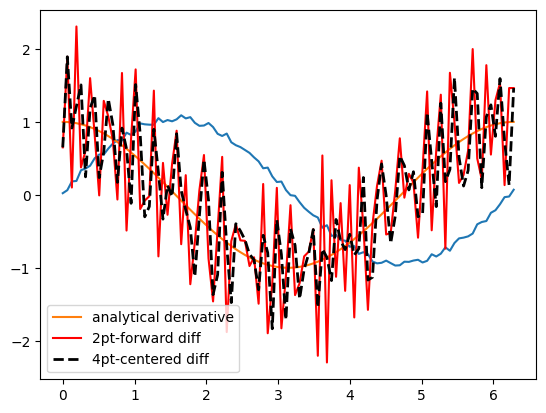 2
1
0
−1
−2
analytical derivative
2pt-forward diff
4pt-centered diff
0 1 2 3 4 5 6